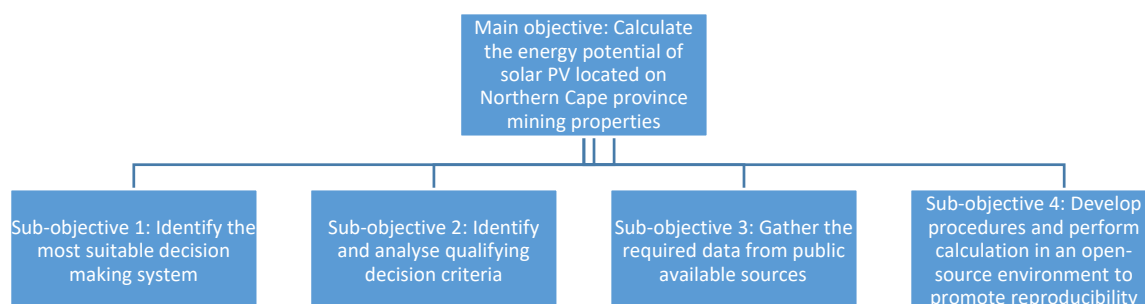 Main objective: Calculate
the energy potential of
solar PV located on
Northern Cape province
mining properties
Sub-objective 1: Identify the
most suitable decision
making system
Sub-objective 2: Identify
and analyse qualifying
decision criteria
Sub-objective 3: Gather the
required data from public
available sources
Sub-objective 4: Develop
procedures and perform
calculation in an open-
source environment to
promote reproducibility